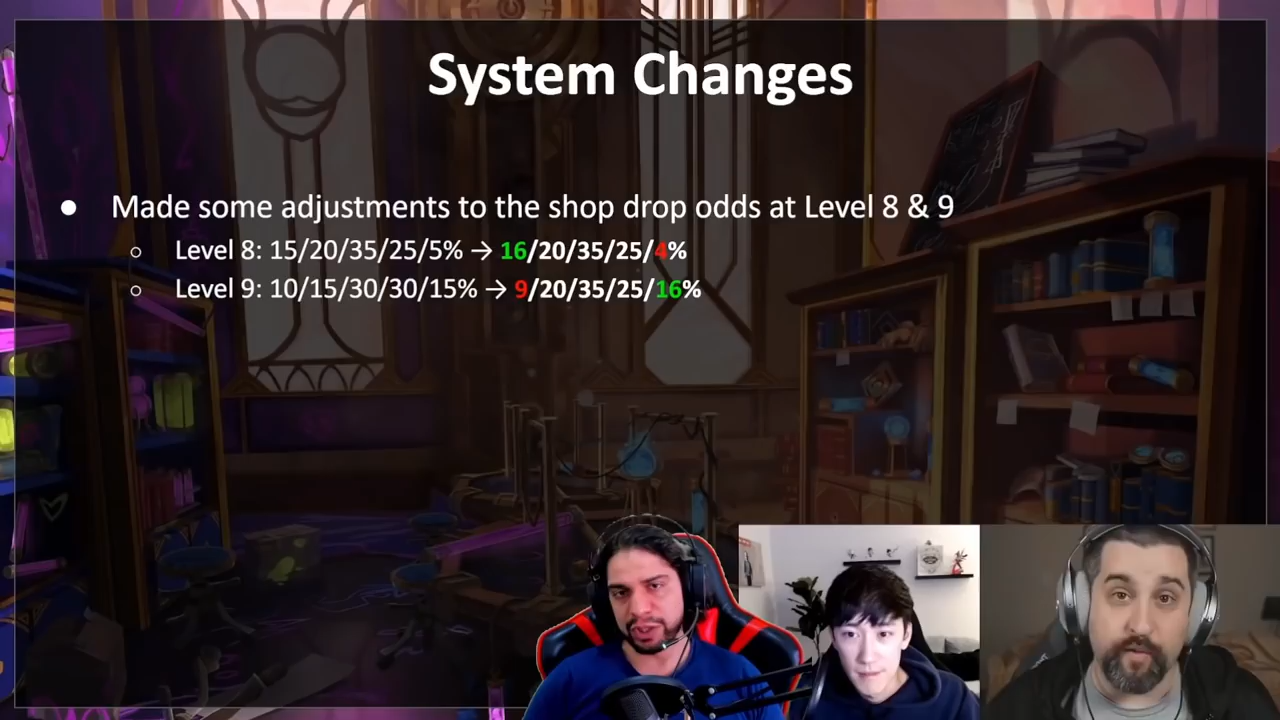 System Changes
● Made some adjustments to the shop drop odds at Level 8 & 9
○ Level 8: 15/20/35/25/5% → 16/20/35/25/4%
○ Level 9: 10/15/30/30/15% → 9/20/35/25/16%